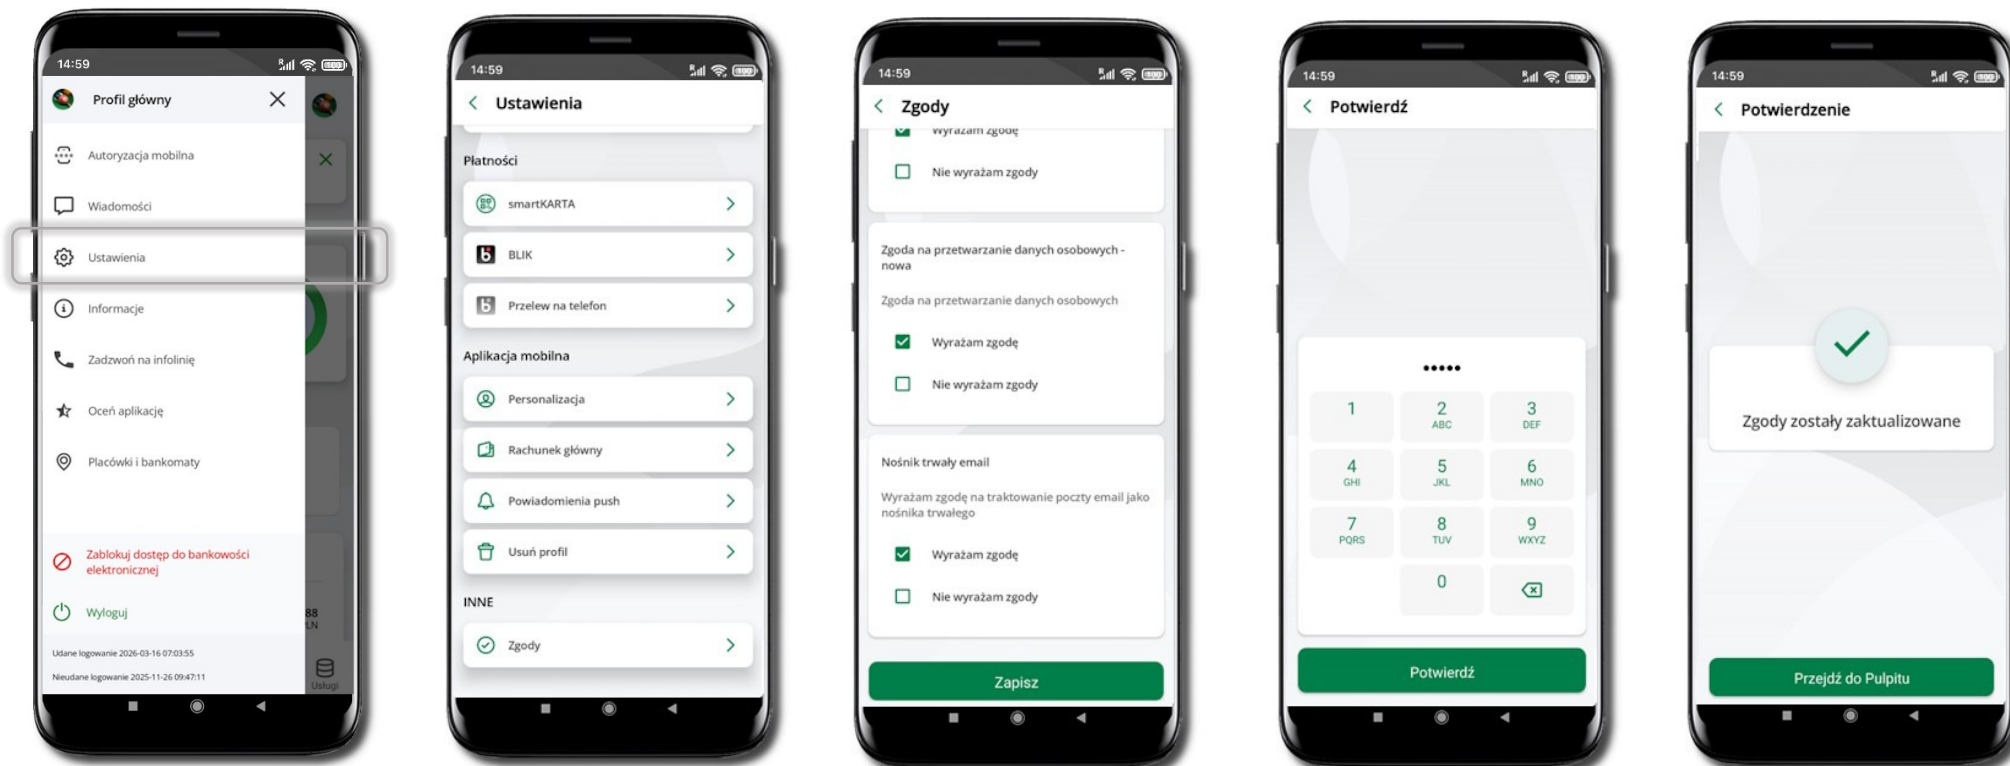 14:59
Profil główny
Autoryzacja mobilna
Wiadomości
Ustawienia
Informacje
Zadzwoń na infolinię
Oceń aplikację
Placówki i bankomaty
Zablokuj dostęp do bankowości
elektronicznej
Wyloguj
88
LN
Udane logowanie 2026-03-16 07:03:55
Nieudane logowanie 2025-11-26 09:47:11
Usługi
14:59
Ustawienia
Płatności
smartKARTA
BLIK
Przelew na telefon
Aplikacja mobilna
Personalizacja
Rachunek główny
Powiadomienia push
Usuń profil
INNE
Zgody
14:59
Zgody
Wyrażam zgodę
Nie wyrażam zgody
Zgoda na przetwarzanie danych osobowych -
nowa
Zgoda na przetwarzanie danych osobowych
Wyrażam zgodę
Nie wyrażam zgody
Nośnik trwały email
Wyrażam zgodę na traktowanie poczty email jako
nośnika trwałego
Wyrażam zgodę
Nie wyrażam zgody
Zapisz
14:59
Potwierdź
•••••
1 2 3
ABC DEF
4 5 6
GHI JKL MNO
7 8 9
PQRS TUV WXYZ
0
Potwierdź
14:59
Potwierdzenie
Zgody zostały zaktualizowane
Przejdź do Pulpitu